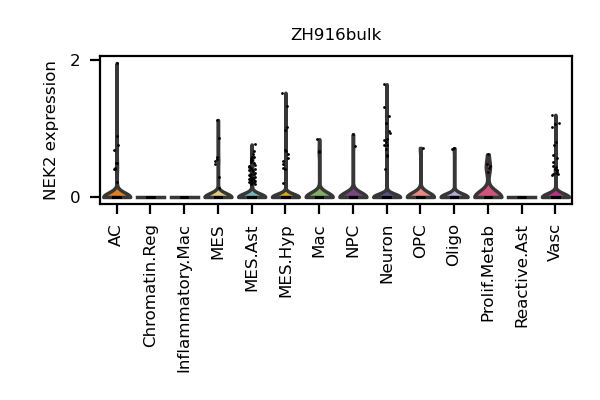 ZH916bulk
NEK2 expression
2
0
AC
Chromatin.Reg
Inflammatory.Mac
MES
MES.Ast
MES.Hyp
Mac
NPC
Neuron
OPC
Oligo
Prolif.Metab
Reactive.Ast
Vasc